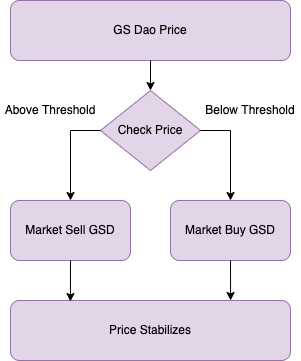 GS Dao Price
Above Threshold
Below Threshold
Check Price
Market Sell GSD
Market Buy GSD
Price Stabilizes